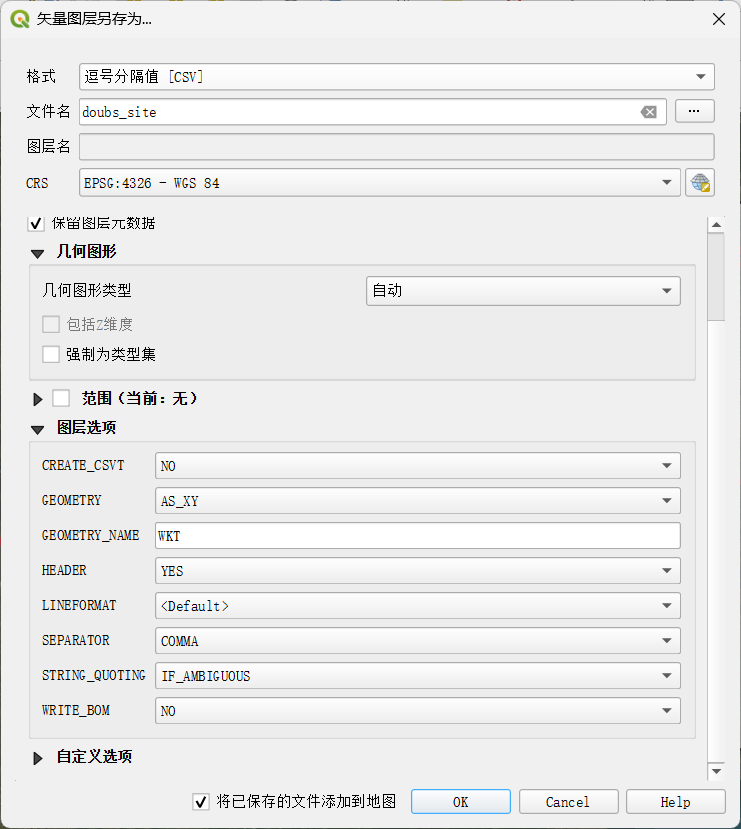 矢量图层另存为...
格式 逗号分隔值 [CSV]
文件名 doubs_site ...
图层名
CRS EPSG:4326 - WGS 84
保留图层元数据
几何图形
几何图形类型 自动
包括Z维度
强制为类型集
范围（当前：无）
图层选项
CREATE_CSVT NO
GEOMETRY AS_XY
GEOMETRY_NAME WKT
HEADER YES
LINEFORMAT <Default>
SEPARATOR COMMA
STRING_QUOTING IF_AMBIGUOUS
WRITE_BOM NO
自定义选项
将已保存的文件添加到地图 OK Cancel Help